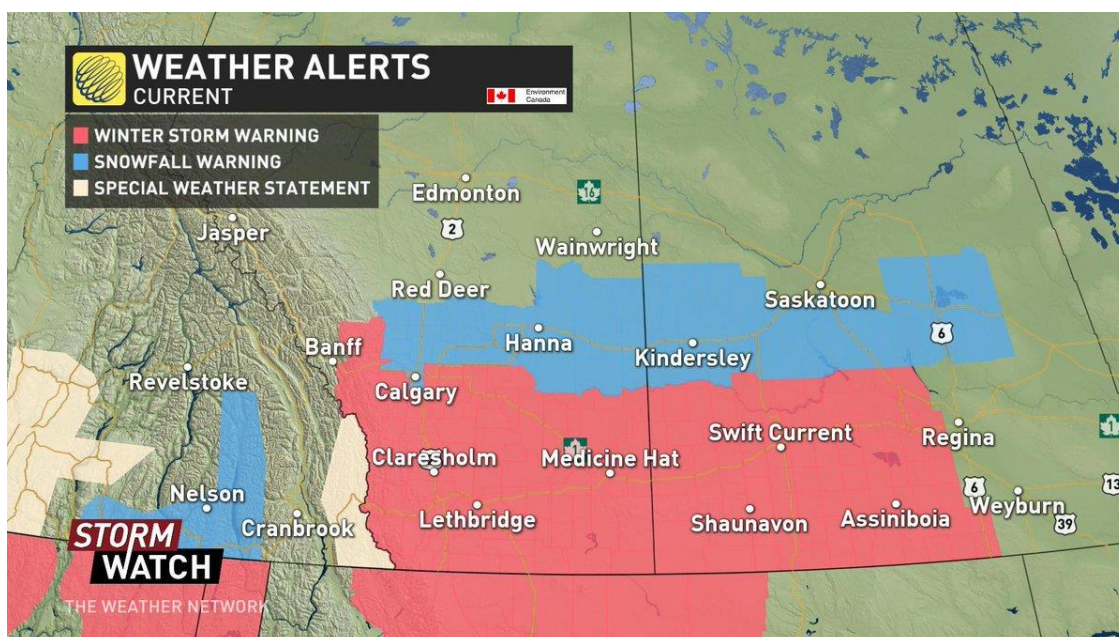 WEATHER ALERTS
CURRENT
Environment
Canada
WINTER STORM WARNING
SNOWFALL WARNING
SPECIAL WEATHER STATEMENT
Edmonton
16
Jasper
2
Wainwright
Red Deer
Saskatoon
Hanna
6
Banff
Kindersley
Revelstoke
Calgary
1
Swift Current
Regina
Claresholm
Medicine Hat
6
13
Nelson
Weyburn
Cranbrook
Lethbridge
Shaunavon
Assiniboia
39
STORM
WATCH
THE WEATHER NETWORK